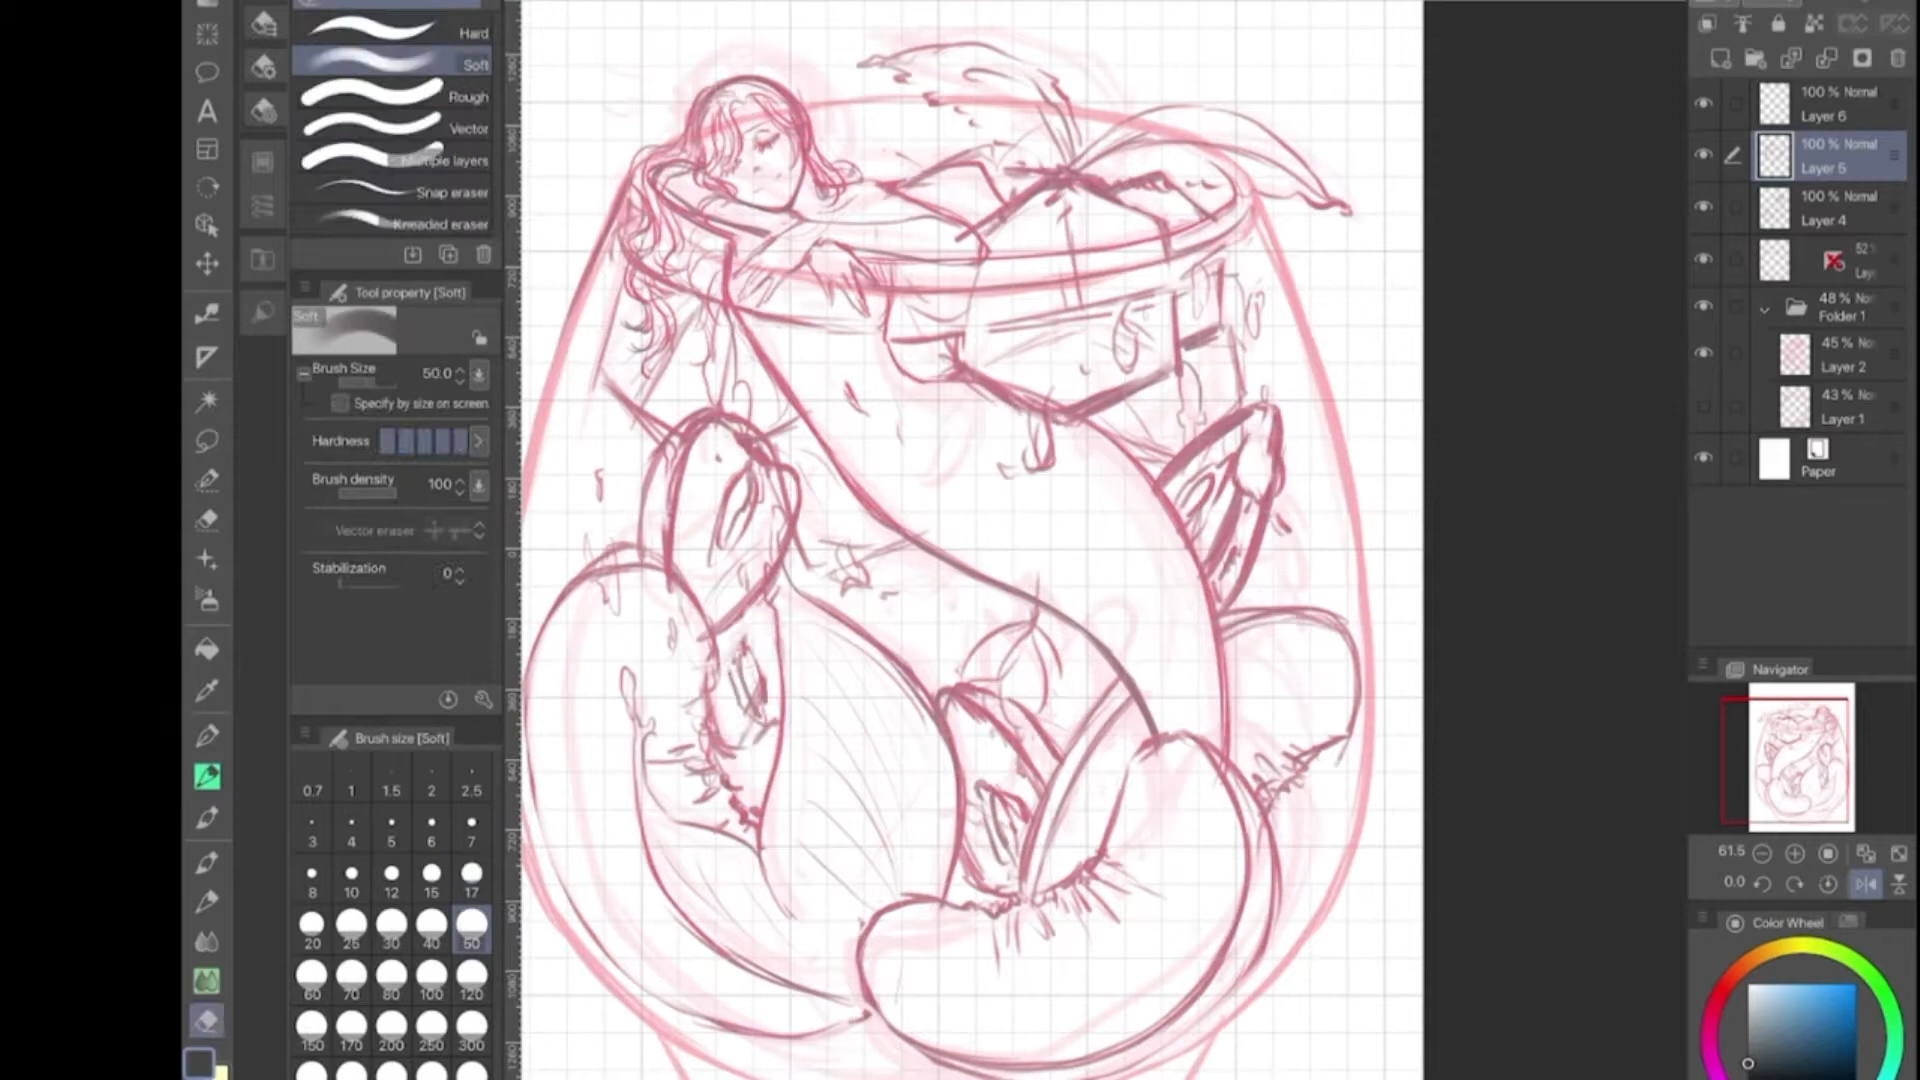 Hard
Soft
Rough
Vector
Multiple layers
Snap eraser
Kneaded eraser
Tool property [Soft]
Soft
Brush Size 50.0
Specify by size on screen
Hardness
Brush density 100
Vector eraser
Stabilization 0
Brush size [Soft]
0.7 1 1.5 2 2.5
3 4 5 6 7
8 10 12 15 17
20 25 30 40 50
60 70 80 100 120
150 170 200 250 300
100 % Normal
Layer 6
100 % Normal
Layer 5
100 % Normal
Layer 4
52
Lay
48 % No
Folder 1
45 % No
Layer 2
43 % No
Layer 1
Paper
Navigator
61.5
0.0
Color Wheel